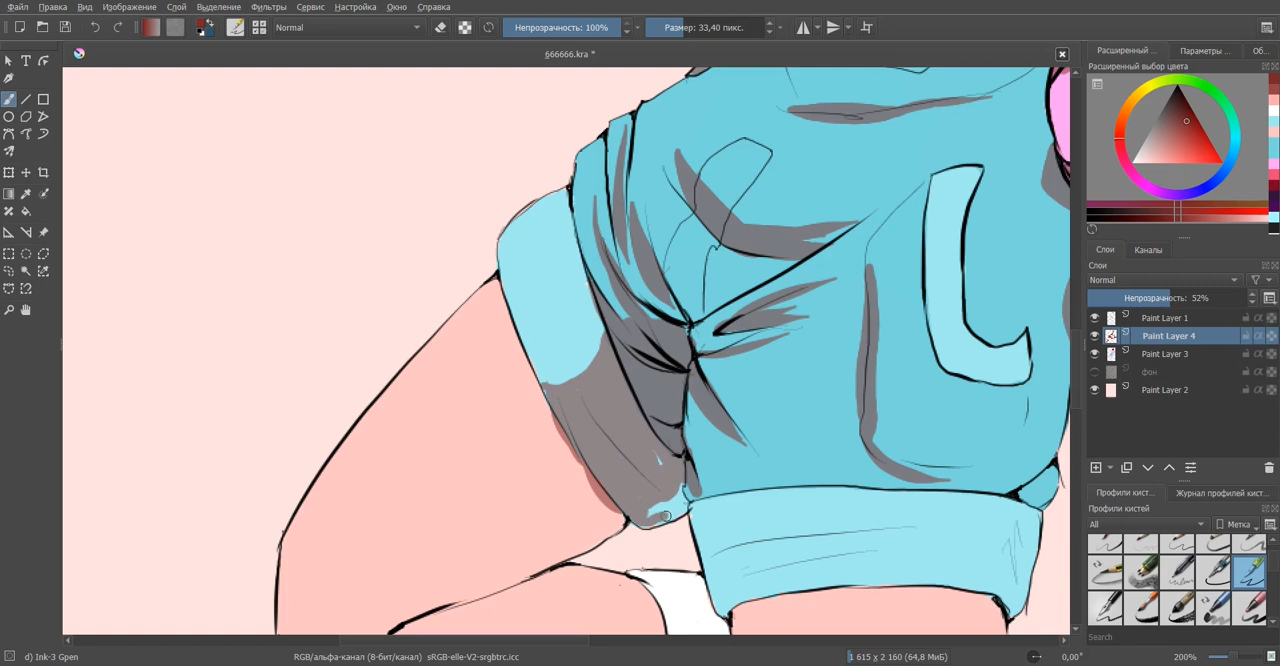 Файл Правка Вид Изображение Слой Выделение Фильтры Сервис Настройка Окно Справка
Normal Непрозрачность: 100% Размер: 33,40 пикс.
666666.kra *
Расширенный ... Параметры ... Об...
Расширенный выбор цвета
Слои Каналы
Слои
Normal
Непрозрачность: 52%
Paint Layer 1
Paint Layer 4
Paint Layer 3
фон
Paint Layer 2
Профили кист... Журнал профилей кист...
Профили кистей
All Метка
Search
d) Ink-3 Gpen RGB/альфа-канал (8-бит/канал) sRGB-elle-V2-srgbtrc.icc 1 615 x 2 160 (64,8 МиБ) 0,00° 200%